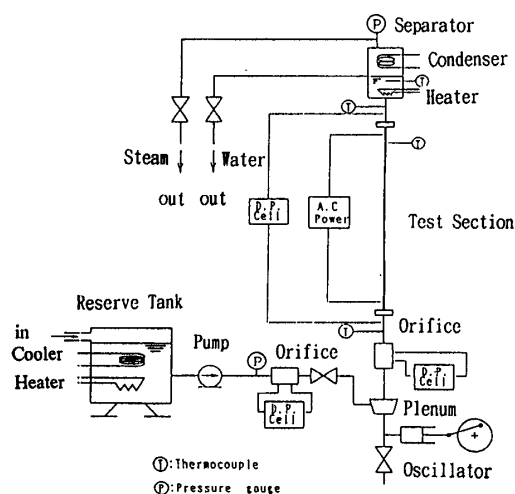 P
Separator
Condenser
T
Heater
T
T
Steam
Water
out
out
D.P.
Cell
A.C
Power
Test Section
Reserve Tank
in
Cooler
Heater
Pump
P
Orifice
T
Orifice
D.P.
Cell
D.P.
Cell
Plenum
Oscillator
T:Thermocouple
P:Pressure gauge